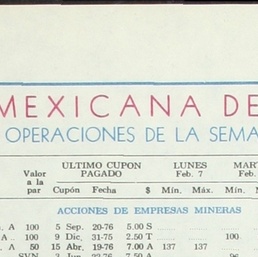 MEXICANA DE
OPERACIONES DE LA SEMA
ULTIMO CUPON LUNES MART
Valor a la par PAGADO Feb. 7 Feb.
Cupón Fecha $ Mín. Máx. Mín.
ACCIONES DE EMPRESAS MINERAS
A 100 5 Sep. 20-76 5.00 S
A .. 100 9 Dic. 31-75 2.50 T 100
A 50 15 Abr. 19-76 7.00 A 137 137